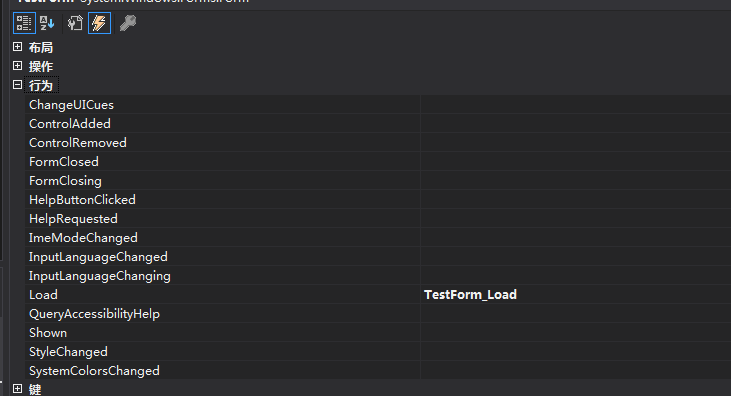 TestForm System.Windows.Forms.Form
布局
操作
行为
ChangeUICues
ControlAdded
ControlRemoved
FormClosed
FormClosing
HelpButtonClicked
HelpRequested
ImeModeChanged
InputLanguageChanged
InputLanguageChanging
Load TestForm_Load
QueryAccessibilityHelp
Shown
StyleChanged
SystemColorsChanged
键